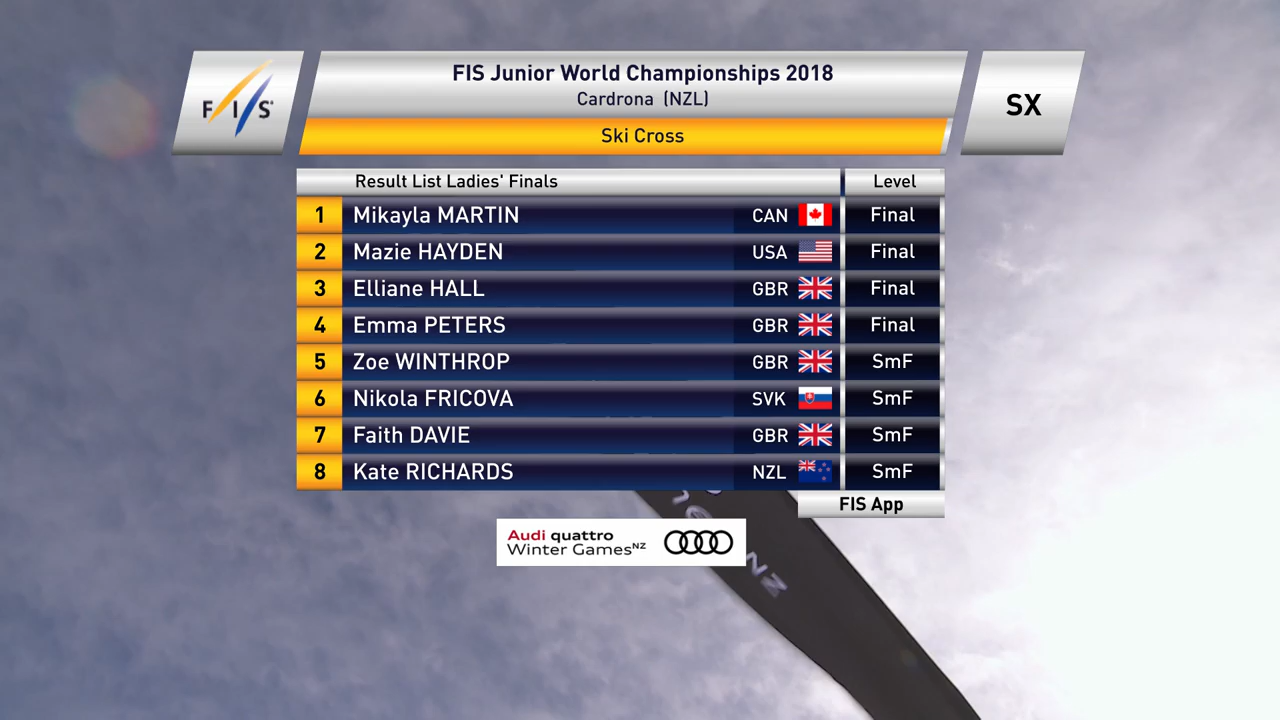 FIS
FIS Junior World Championships 2018
Cardrona (NZL)
Ski Cross
SX
Result List Ladies' Finals Level
1 Mikayla MARTIN CAN Final
2 Mazie HAYDEN USA Final
3 Elliane HALL GBR Final
4 Emma PETERS GBR Final
5 Zoe WINTHROP GBR SmF
6 Nikola FRICOVA SVK SmF
7 Faith DAVIE GBR SmF
8 Kate RICHARDS NZL SmF
FIS App
Audi quattro
Winter Games NZ
NZ